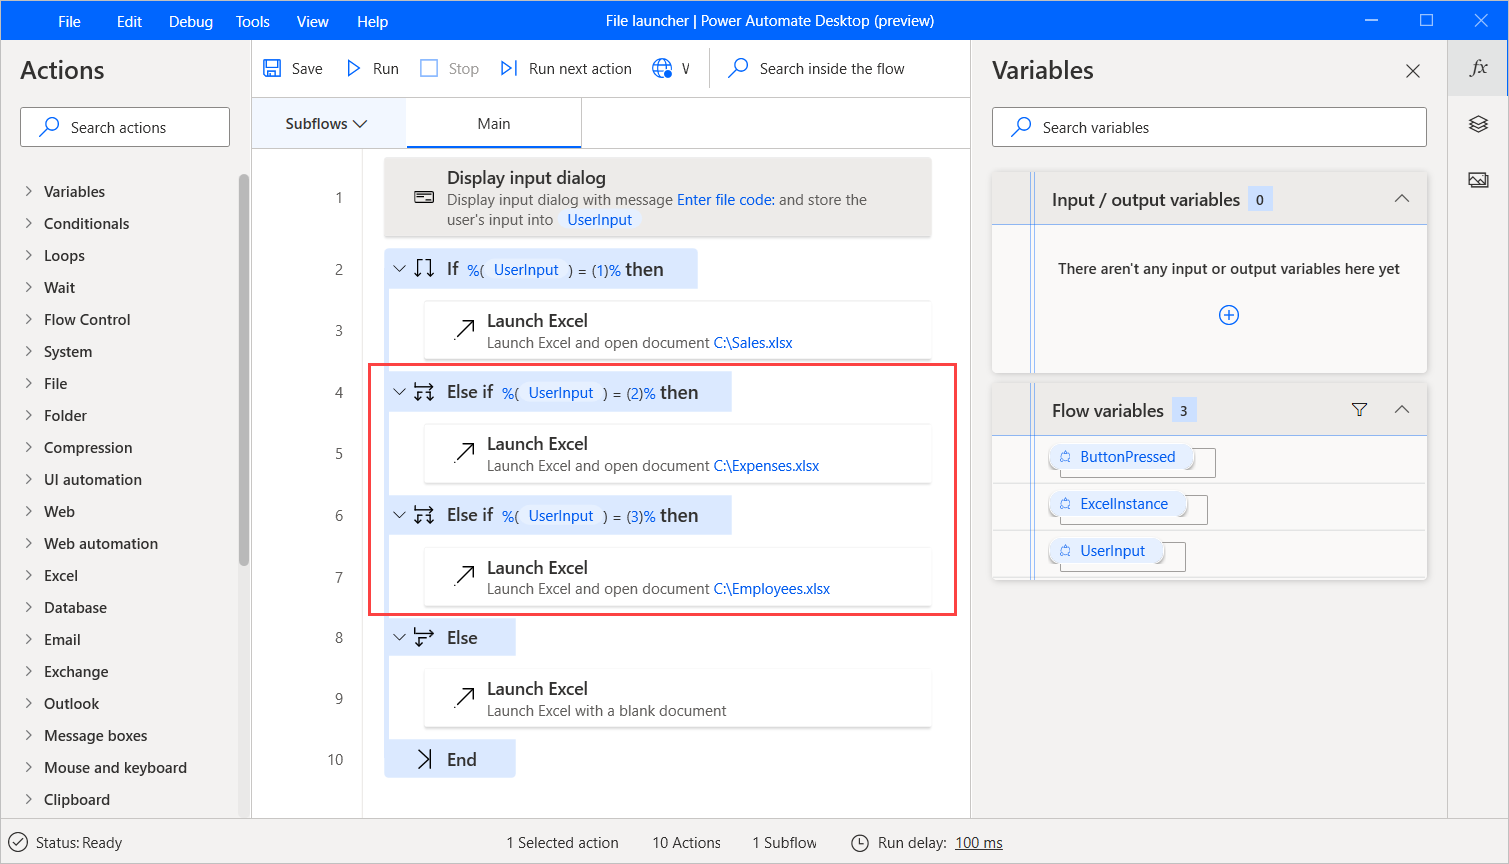 File Edit Debug Tools View Help File launcher | Power Automate Desktop (preview)
Actions
Search actions
Variables
Conditionals
Loops
Wait
Flow Control
System
File
Folder
Compression
UI automation
Web
Web automation
Excel
Database
Email
Exchange
Outlook
Message boxes
Mouse and keyboard
Clipboard
Save Run Stop Run next action Search inside the flow
Subflows Main
1 Display input dialog
Display input dialog with message Enter file code: and store the
user's input into UserInput
2 If %( UserInput ) = (1)% then
3 Launch Excel
Launch Excel and open document C:\Sales.xlsx
4 Else if %( UserInput ) = (2)% then
5 Launch Excel
Launch Excel and open document C:\Expenses.xlsx
6 Else if %( UserInput ) = (3)% then
7 Launch Excel
Launch Excel and open document C:\Employees.xlsx
8 Else
9 Launch Excel
Launch Excel with a blank document
10 End
Variables
fx
Search variables
Input / output variables 0
There aren't any input or output variables here yet
Flow variables 3
ButtonPressed
ExcelInstance
UserInput
Status: Ready 1 Selected action 10 Actions 1 Subflow Run delay: 100 ms